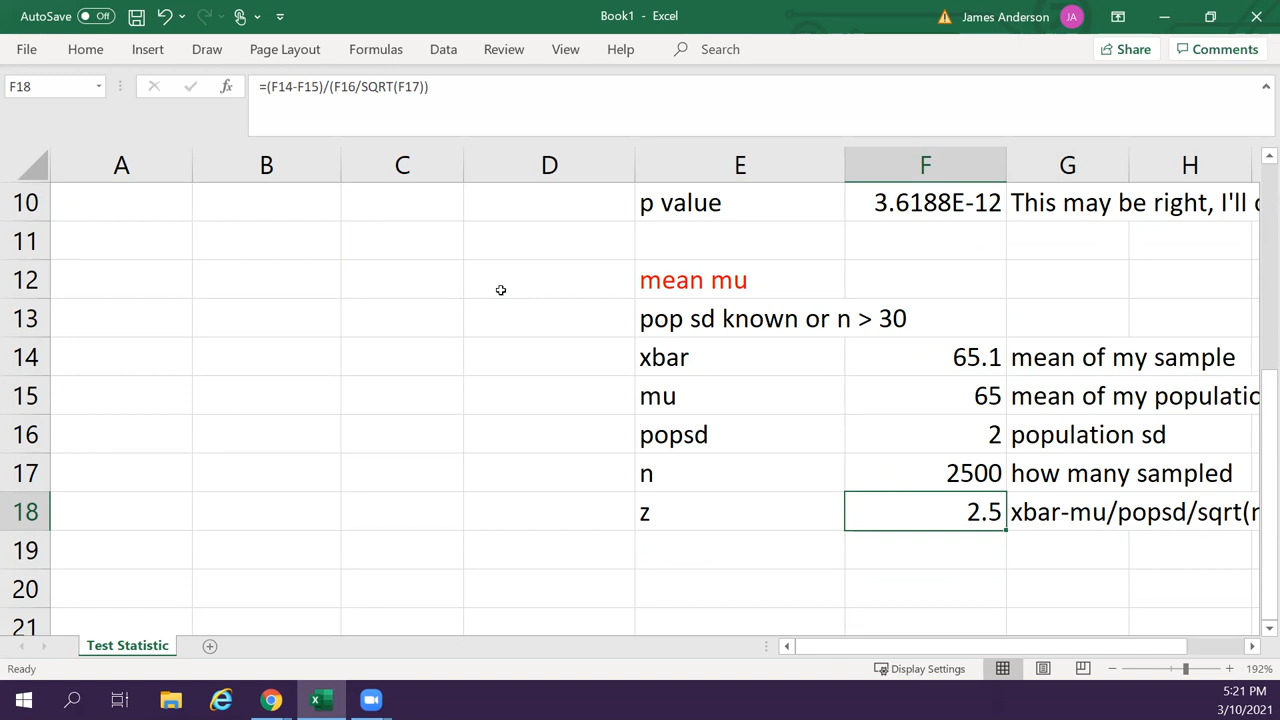 AutoSave Off Book1 - Excel James Anderson JA
File Home Insert Draw Page Layout Formulas Data Review View Help Search Share Comments
F18 fx =(F14-F15)/(F16/SQRT(F17))
A B C D E F G H
10 p value 3.6188E-12 This may be right, I'll
11
12 mean mu
13 pop sd known or n > 30
14 xbar 65.1 mean of my sample
15 mu 65 mean of my populatio
16 popsd 2 population sd
17 n 2500 how many sampled
18 z 2.5 xbar-mu/popsd/sqrt(
19
20
21
Test Statistic
Ready Display Settings 192%
5:21 PM
3/10/2021